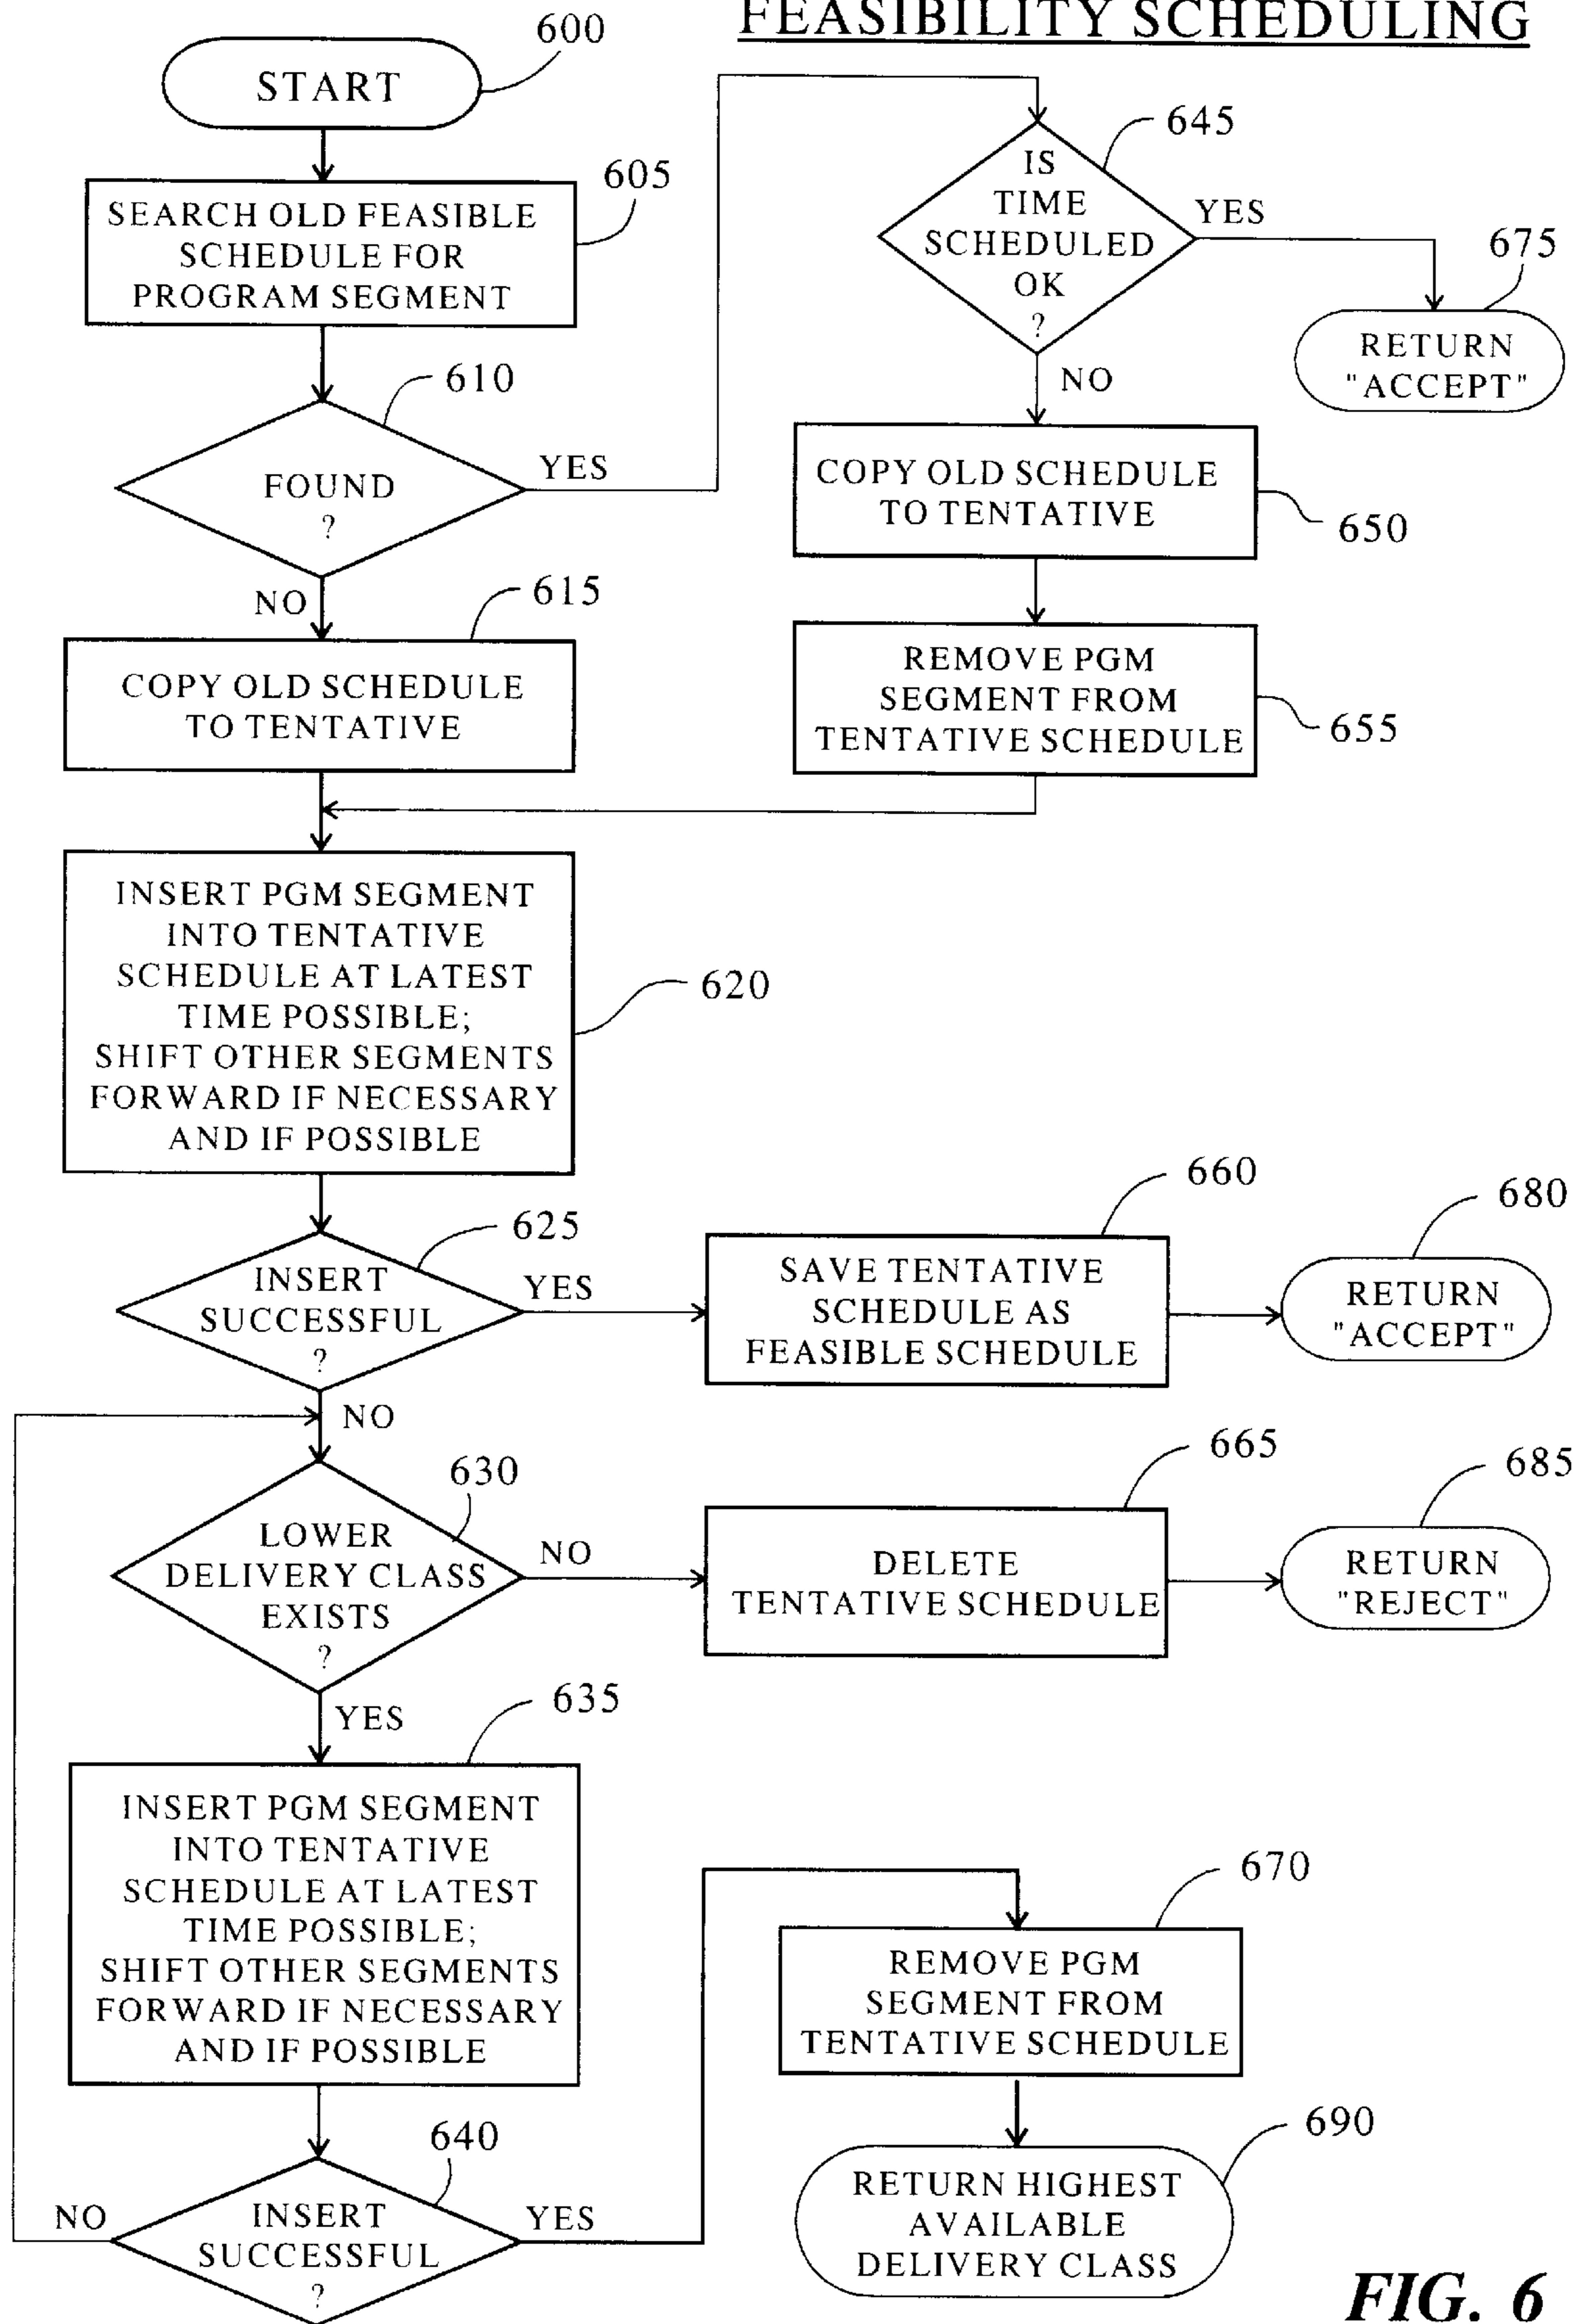 FEASIBILITY SCHEDULING
600
START
605
SEARCH OLD FEASIBLE
SCHEDULE FOR
PROGRAM SEGMENT
610
FOUND
?
YES
NO
615
COPY OLD SCHEDULE
TO TENTATIVE
645
IS
TIME
SCHEDULED
OK
?
YES
675
RETURN
"ACCEPT"
NO
COPY OLD SCHEDULE
TO TENTATIVE
650
REMOVE PGM
SEGMENT FROM
TENTATIVE SCHEDULE
655
INSERT PGM SEGMENT
INTO TENTATIVE
SCHEDULE AT LATEST
TIME POSSIBLE;
SHIFT OTHER SEGMENTS
FORWARD IF NECESSARY
AND IF POSSIBLE
620
625
INSERT
SUCCESSFUL
?
YES
660
SAVE TENTATIVE
SCHEDULE AS
FEASIBLE SCHEDULE
680
RETURN
"ACCEPT"
NO
630
LOWER
DELIVERY CLASS
EXISTS
?
NO
665
DELETE
TENTATIVE SCHEDULE
685
RETURN
"REJECT"
YES
635
INSERT PGM SEGMENT
INTO TENTATIVE
SCHEDULE AT LATEST
TIME POSSIBLE;
SHIFT OTHER SEGMENTS
FORWARD IF NECESSARY
AND IF POSSIBLE
640
INSERT
SUCCESSFUL
?
NO
YES
670
REMOVE PGM
SEGMENT FROM
TENTATIVE SCHEDULE
690
RETURN HIGHEST
AVAILABLE
DELIVERY CLASS
FIG. 6